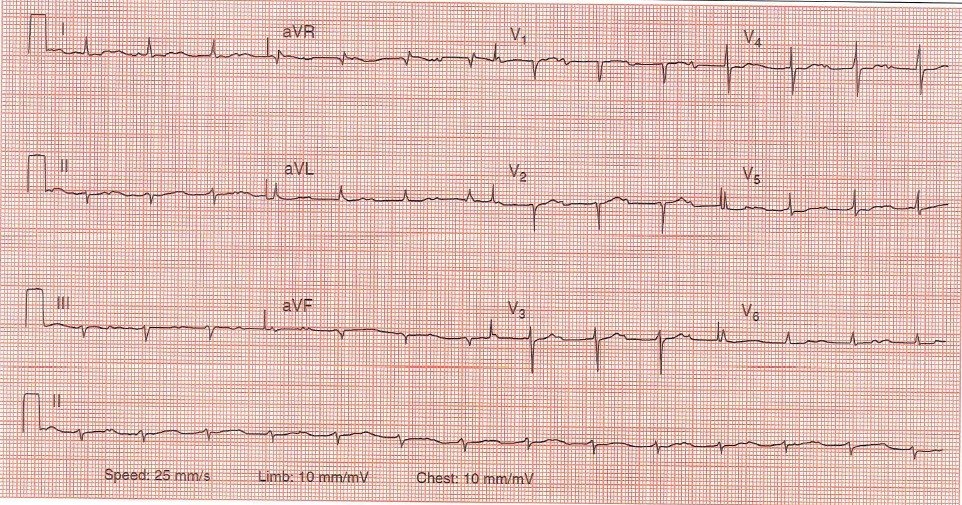 I aVR V₁ V₄
II aVL V₂ V₅
III aVF V₃ V₆
II
Speed: 25 mm/s Limb: 10 mm/mV Chest: 10 mm/mV